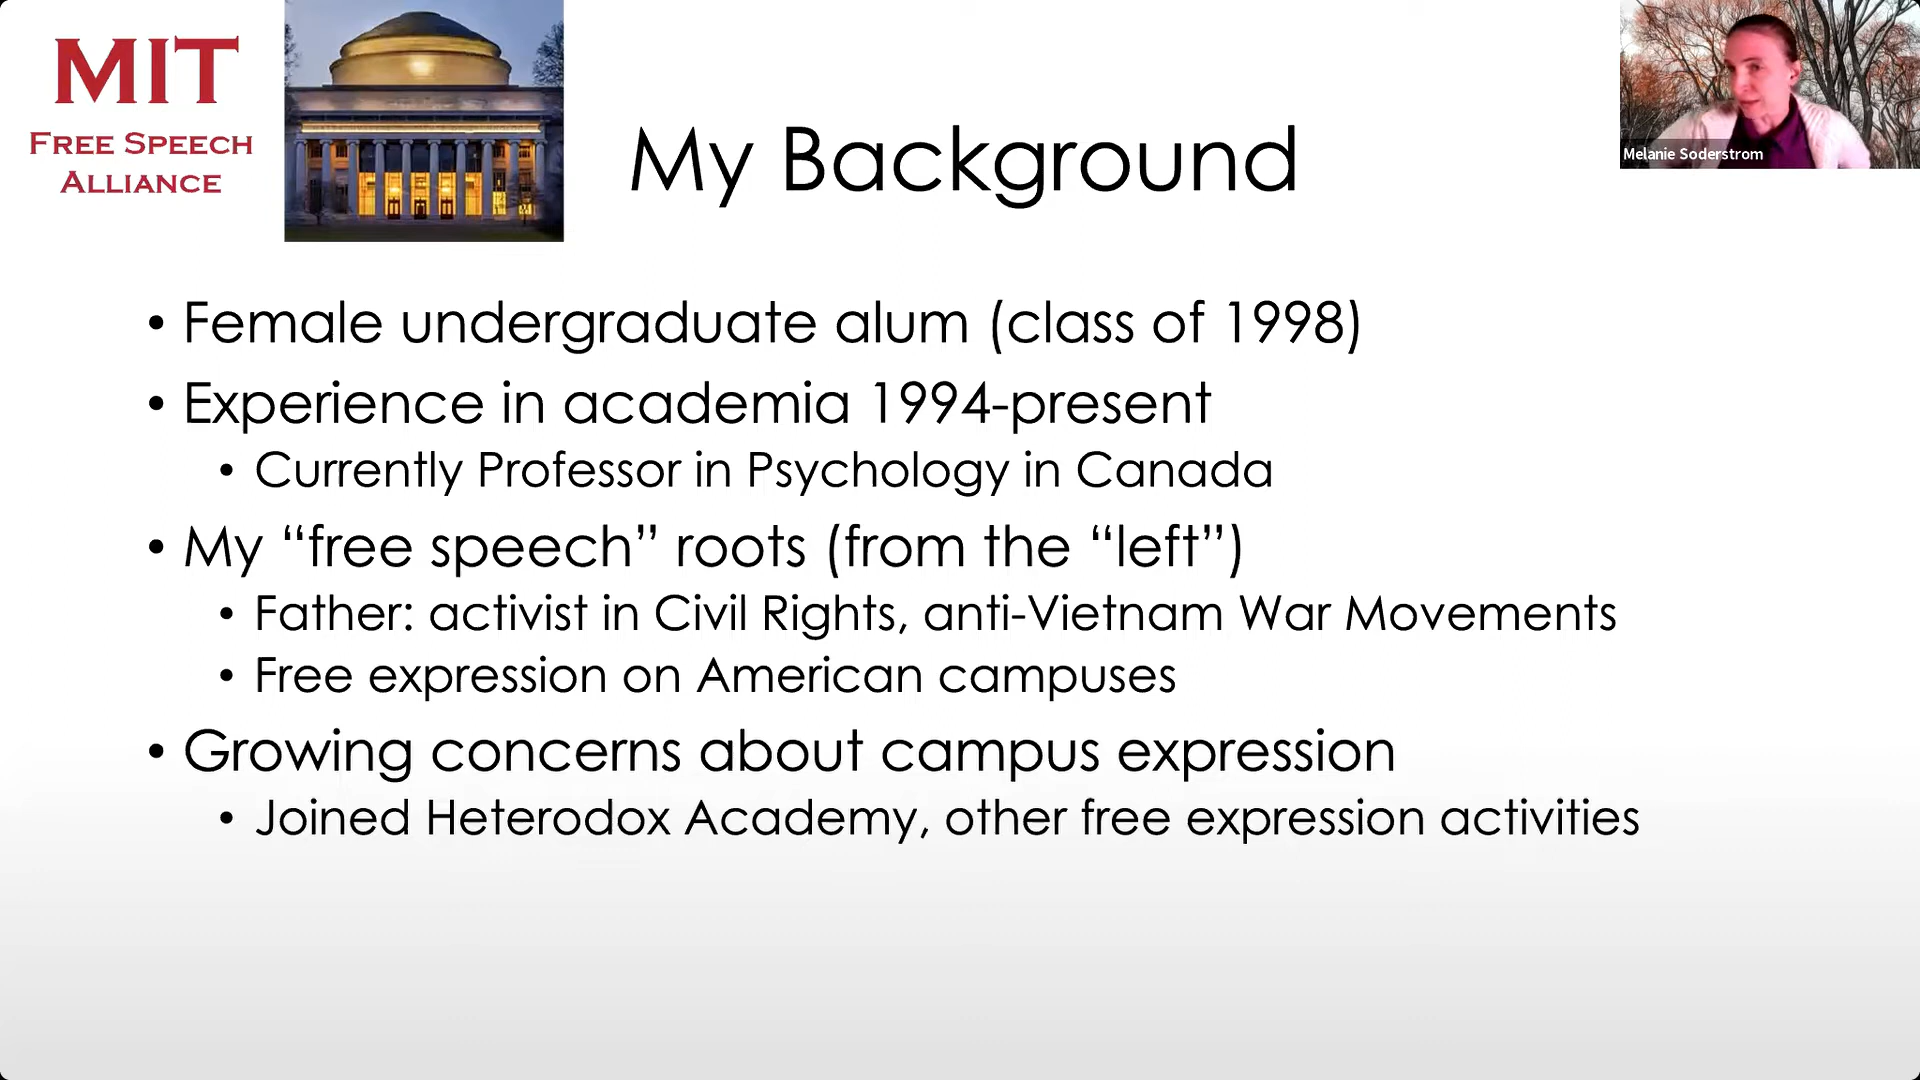 MIT
FREE SPEECH
ALLIANCE
My Background
Melanie Soderstrom
• Female undergraduate alum (class of 1998)
• Experience in academia 1994-present
• Currently Professor in Psychology in Canada
• My “free speech” roots (from the “left”)
• Father: activist in Civil Rights, anti-Vietnam War Movements
• Free expression on American campuses
• Growing concerns about campus expression
• Joined Heterodox Academy, other free expression activities